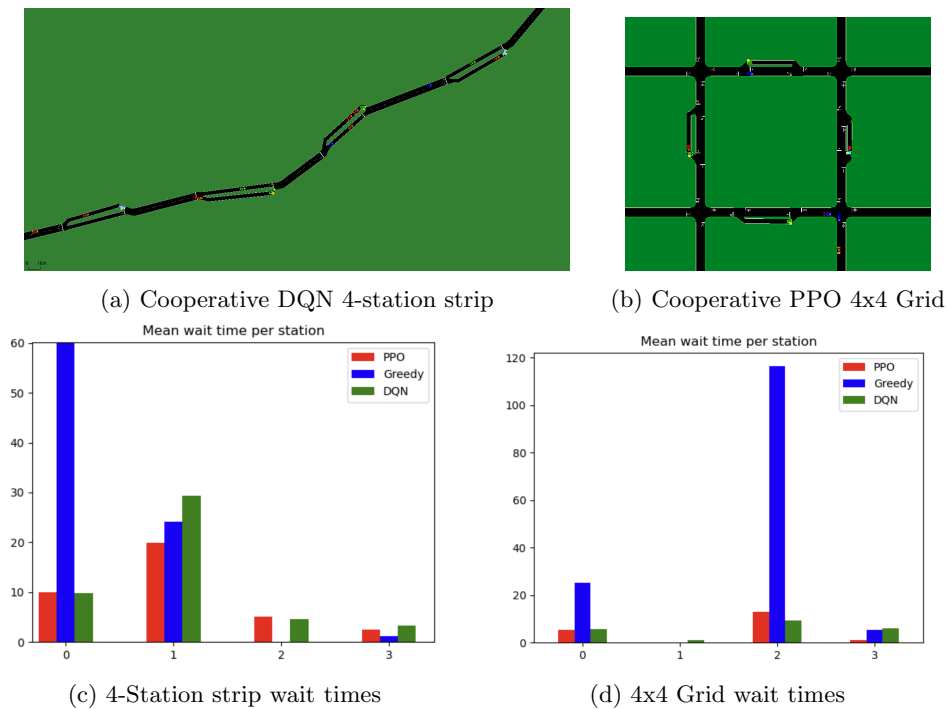 (a) Cooperative DQN 4-station strip
(b) Cooperative PPO 4x4 Grid
Mean wait time per station
PPO
Greedy
DQN
60
50
40
30
20
10
0
0 1 2 3
(c) 4-Station strip wait times
Mean wait time per station
PPO
Greedy
DQN
120
100
80
60
40
20
0
0 1 2 3
(d) 4x4 Grid wait times